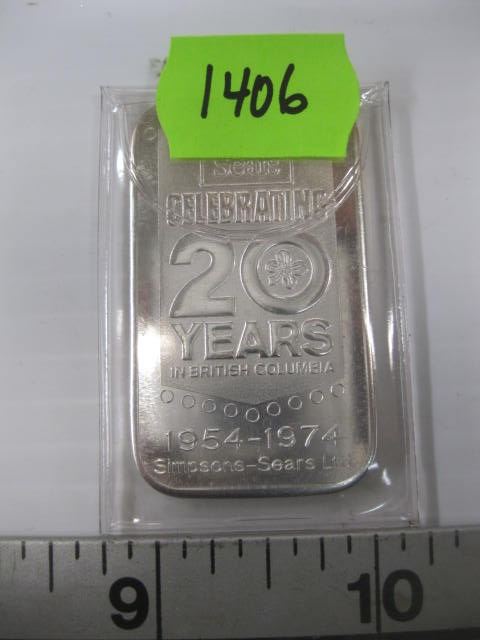 1406
Sears
CELEBRATING
20
YEARS
IN BRITISH COLUMBIA
1954-1974
Simpsons-Sears Ltd
9 10